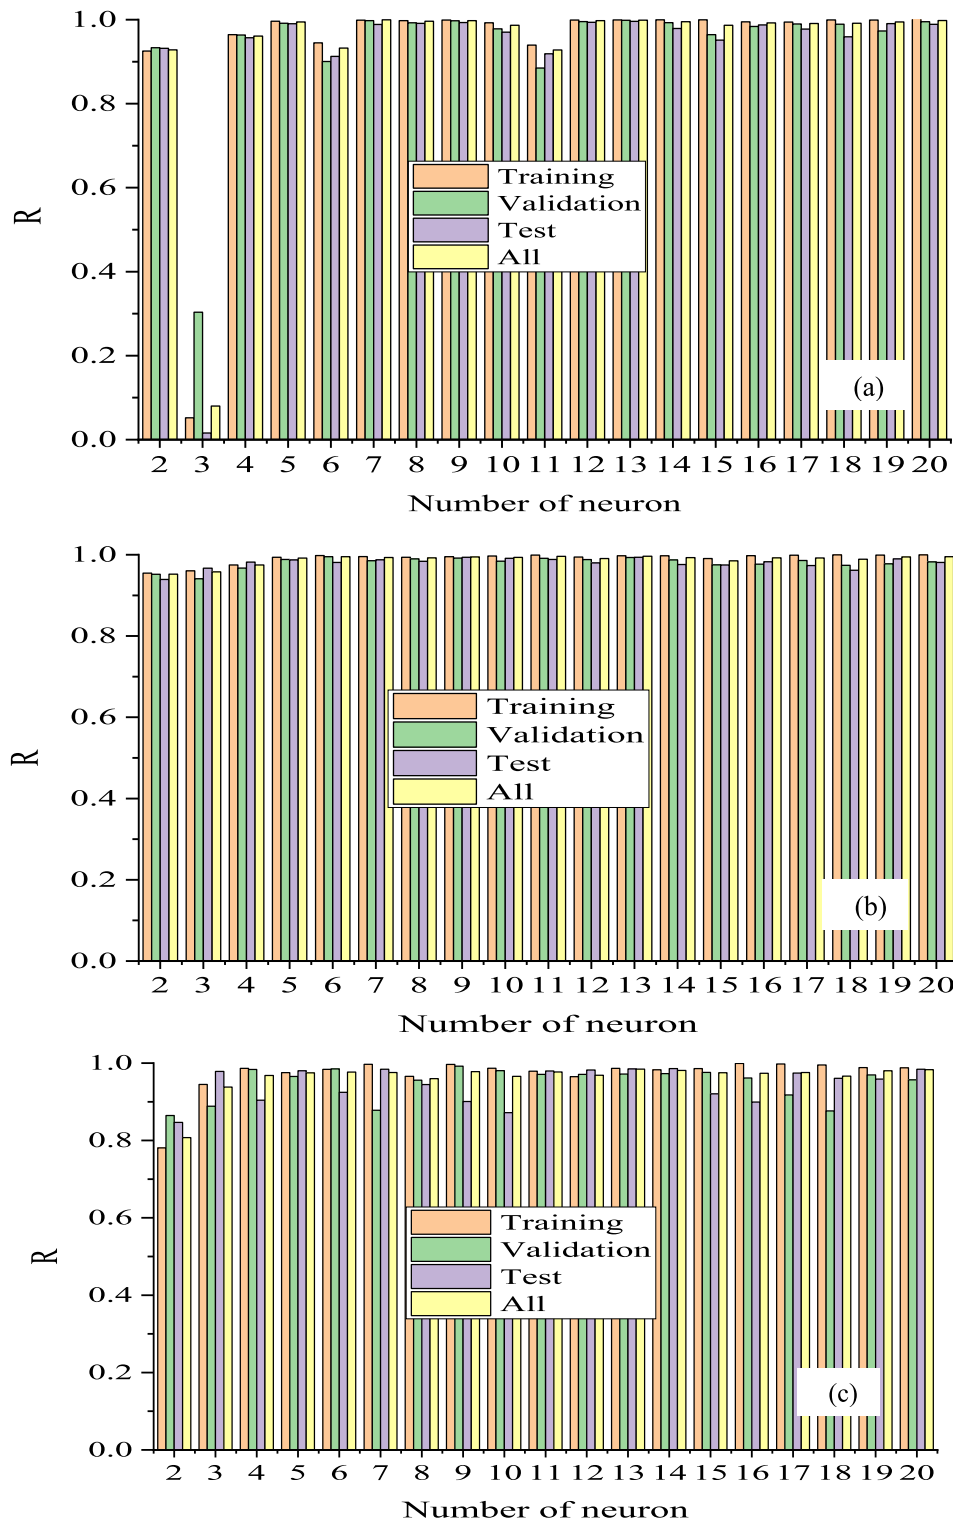 1.0
0.8
0.6
0.4
0.2
0.0
R
Training
Validation
Test
All
(a)
2 3 4 5 6 7 8 9 10 11 12 13 14 15 16 17 18 19 20
Number of neuron
1.0
0.8
0.6
0.4
0.2
0.0
R
Training
Validation
Test
All
(b)
2 3 4 5 6 7 8 9 10 11 12 13 14 15 16 17 18 19 20
Number of neuron
1.0
0.8
0.6
0.4
0.2
0.0
R
Training
Validation
Test
All
(c)
2 3 4 5 6 7 8 9 10 11 12 13 14 15 16 17 18 19 20
Number of neuron